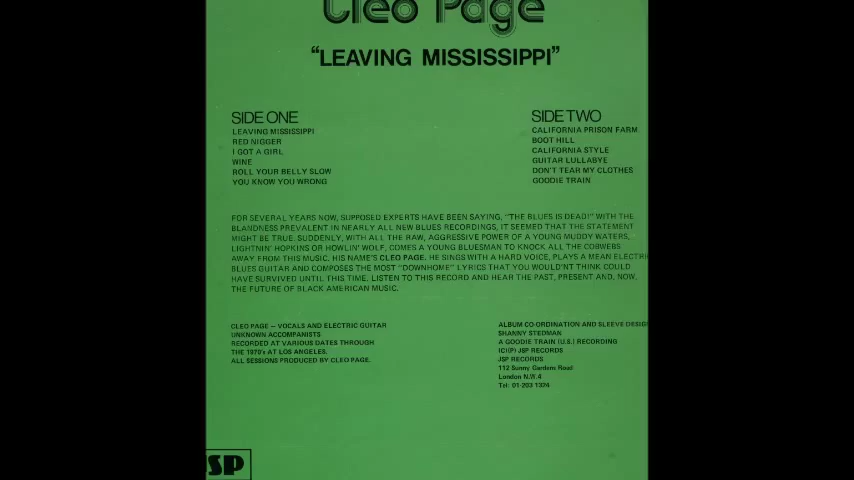 Cleo Page
"LEAVING MISSISSIPPI"
SIDE ONE
LEAVING MISSISSIPPI
RED NIGGER
I GOT A GIRL
WINE
ROLL YOUR BELLY SLOW
YOU KNOW YOU WRONG
SIDE TWO
CALIFORNIA PRISON FARM
BOOT HILL
CALIFORNIA STYLE
GUITAR LULLABYE
DON'T TEAR MY CLOTHES
GOODIE TRAIN
FOR SEVERAL YEARS NOW, SUPPOSED EXPERTS HAVE BEEN SAYING, "THE BLUES IS DEAD!" WITH THE
BLANDNESS PREVALENT IN NEARLY ALL NEW BLUES RECORDINGS, IT SEEMED THAT THE STATEMENT
MIGHT BE TRUE. SUDDENLY, WITH ALL THE RAW, AGGRESSIVE POWER OF A YOUNG MUDDY WATERS,
LIGHTNIN' HOPKINS OR HOWLIN' WOLF, COMES A YOUNG BLUESMAN TO KNOCK ALL THE COBWEBS
AWAY FROM THIS MUSIC. HIS NAME'S CLEO PAGE. HE SINGS WITH A HARD VOICE, PLAYS A MEAN ELECTRI
BLUES GUITAR AND COMPOSES THE MOST "DOWNHOME" LYRICS THAT YOU WOULD'NT THINK COULD
HAVE SURVIVED UNTIL THIS TIME. LISTEN TO THIS RECORD AND HEAR THE PAST, PRESENT AND, NOW,
THE FUTURE OF BLACK AMERICAN MUSIC.
CLEO PAGE — VOCALS AND ELECTRIC GUITAR
UNKNOWN ACCOMPANISTS
RECORDED AT VARIOUS DATES THROUGH
THE 1970's AT LOS ANGELES.
ALL SESSIONS PRODUCED BY CLEO PAGE.
ALBUM CO-ORDINATION AND SLEEVE DESIG
SHANNY STEDMAN
A GOODIE TRAIN (U.S.) RECORDING
(C)(P) JSP RECORDS
JSP RECORDS
112 Sunny Gardens Road
London N.W.4
Tel: 01-203 1324
SP